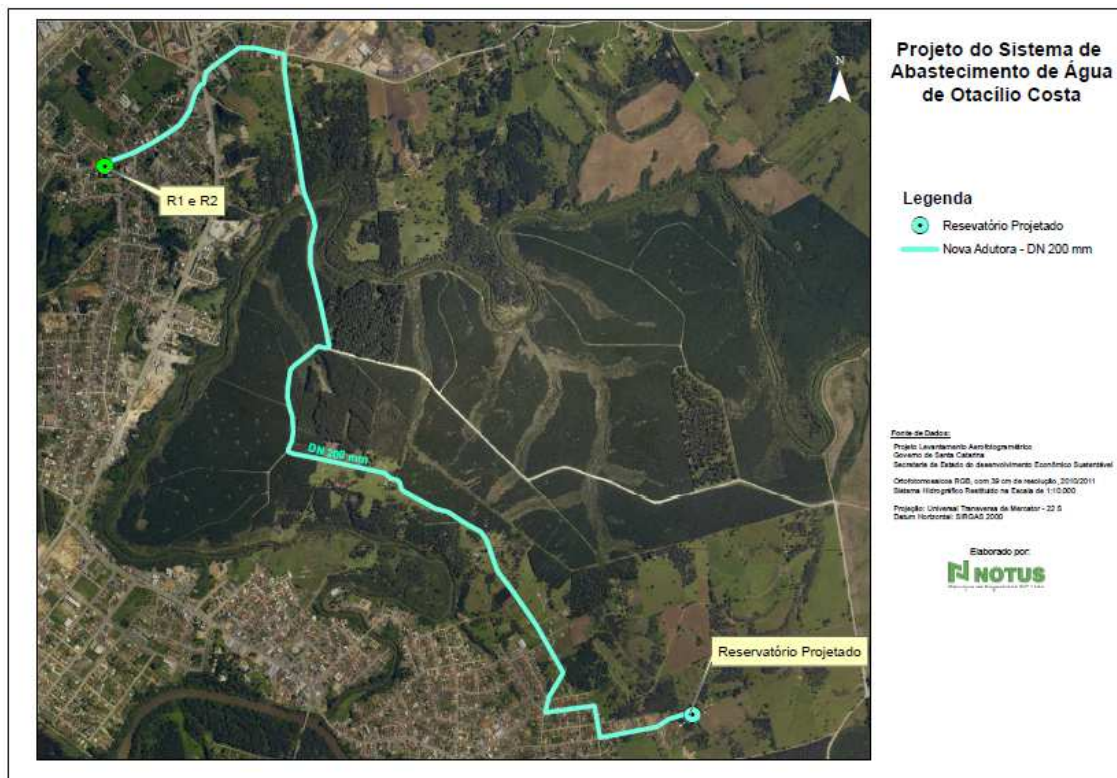 Projeto do Sistema de
Abastecimento de Água
de Otacílio Costa
N
R1 e R2
Legenda
Resevatório Projetado
Nova Adutora - DN 200 mm
DN 200 mm
Fonte de Dados:
Projeto Levantamento Aerofotogramétrico
Governo de Santa Catarina
Secretaria de Estado do desenvolvimento Econômico Sustentável
Ortofotomosaicos RGB, com 39 cm de resolução, 2010/2011
Sistema Hidrográfico Restituído na Escala de 1:10.000
Projeção: Universal Transversa de Mercator - 22 S
Datum Horizontal: SIRGAS 2000
Elaborado por:
NOTUS
Reservatório Projetado